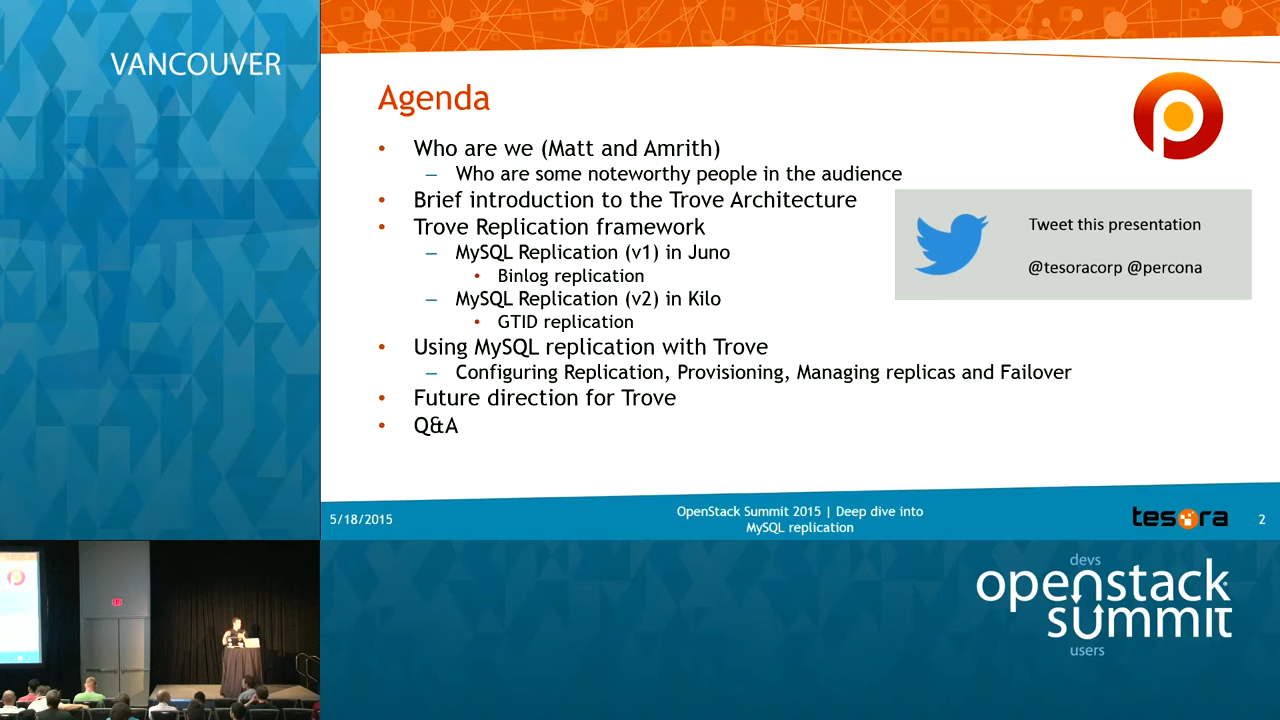 VANCOUVER
Agenda
• Who are we (Matt and Amrith)
– Who are some noteworthy people in the audience
• Brief introduction to the Trove Architecture
• Trove Replication framework
– MySQL Replication (v1) in Juno
• Binlog replication
– MySQL Replication (v2) in Kilo
• GTID replication
• Using MySQL replication with Trove
– Configuring Replication, Provisioning, Managing replicas and Failover
• Future direction for Trove
• Q&A
Tweet this presentation
@tesoracorp @percona
5/18/2015
OpenStack Summit 2015 | Deep dive into
MySQL replication
tesora
2
devs
openstack
summit
users